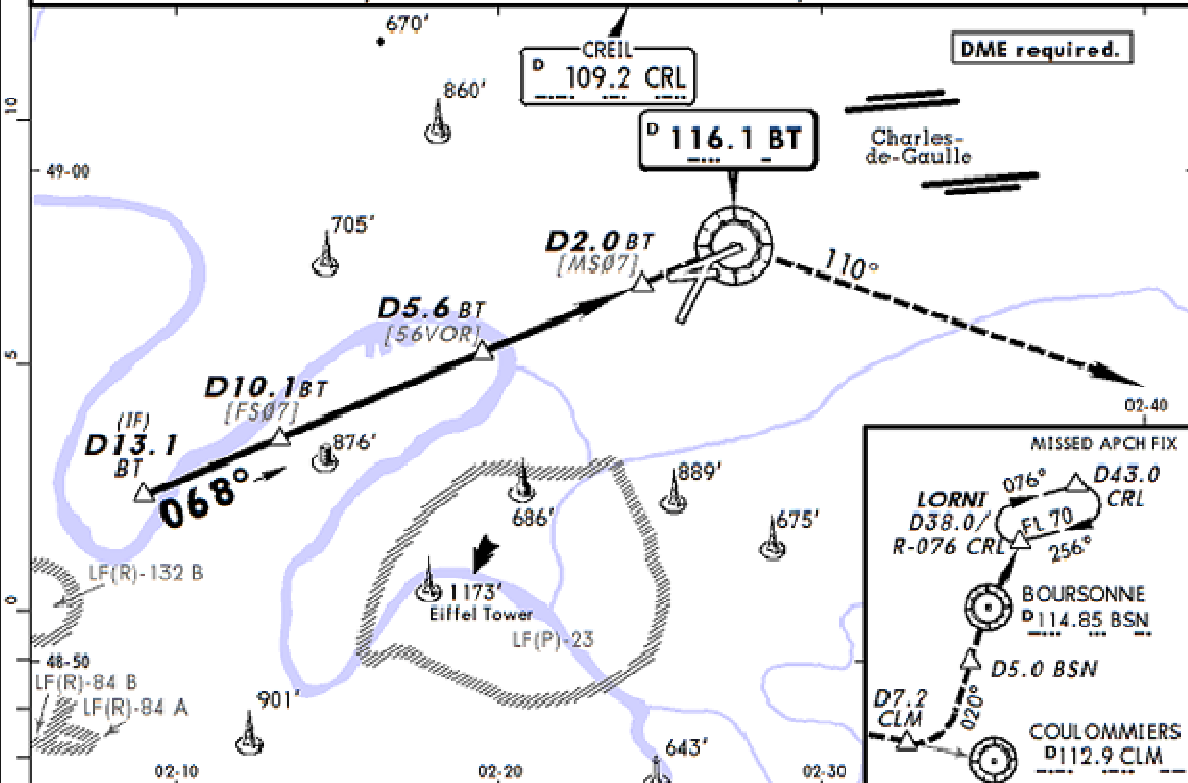 670'
CREIL
D 109.2 CRL
DME required.
860'
10
D 116.1 BT
Charles-
de-Gaulle
49-00
705'
D2.0 BT
[MS07]
110°
D5.6 BT
[56VOR]
5
D10.1 BT
[FS07]
(IF)
D13.1
BT
068°
876'
02-40
MISSED APCH FIX
076°
D43.0
CRL
LORNI
D38.0/
R-076 CRL
FL 70
256°
889'
686'
675'
LF(R)-132 B
1173'
Eiffel Tower
LF(P)-23
0
BOURSONNE
D 114.85 BSN
48-50
D5.0 BSN
LF(R)-84 B
LF(R)-84 A
901'
D7.2
CLM
020°
COULOMMIERS
D 112.9 CLM
643'
02-10
02-20
02-30